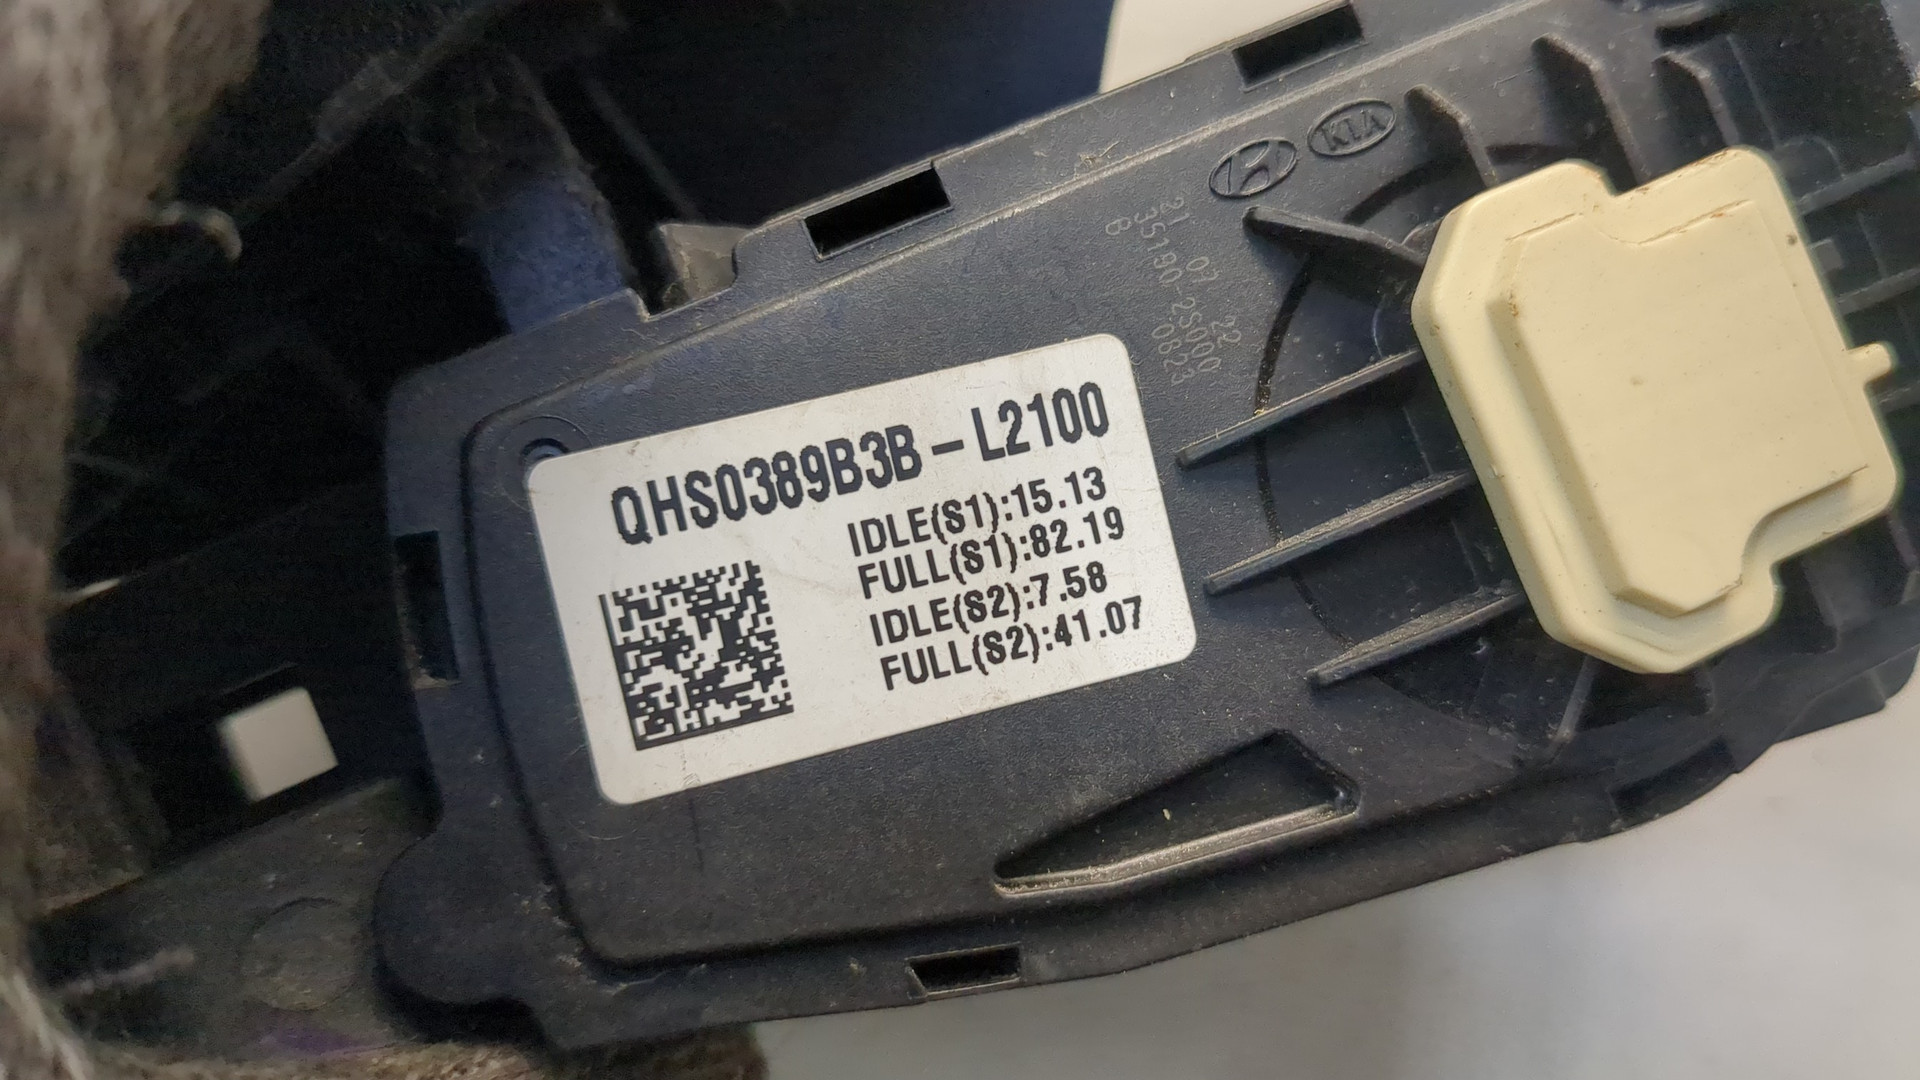 KIA
21 07 22
35190-2S000
B 0823
QHS0389B3B-L2100
IDLE(S1):15.13
FULL(S1):82.19
IDLE(S2):7.58
FULL(S2):41.07